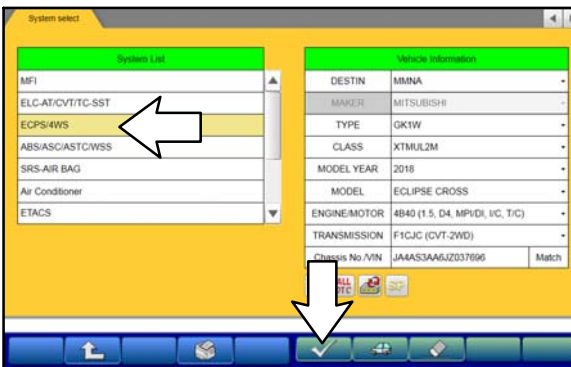 System select
System List
MFI
ELC-AT/CVT/TC-SST
ECPS/4WS
ABS/ASC/ASTC/WSS
SRS-AIR BAG
Air Conditioner
ETACS
Vehicle Information
DESTIN MMNA
MAKER MITSUBISHI
TYPE GK1W
CLASS XTMUL2M
MODEL YEAR 2018
MODEL ECLIPSE CROSS
ENGINE/MOTOR 4B40 (1.5, D4, MPI/DI, I/C, T/C)
TRANSMISSION F1CJC (CVT-2WD)
Chassis No./VIN JA4AS3AA6JZ037696 Match
ALL
DTC